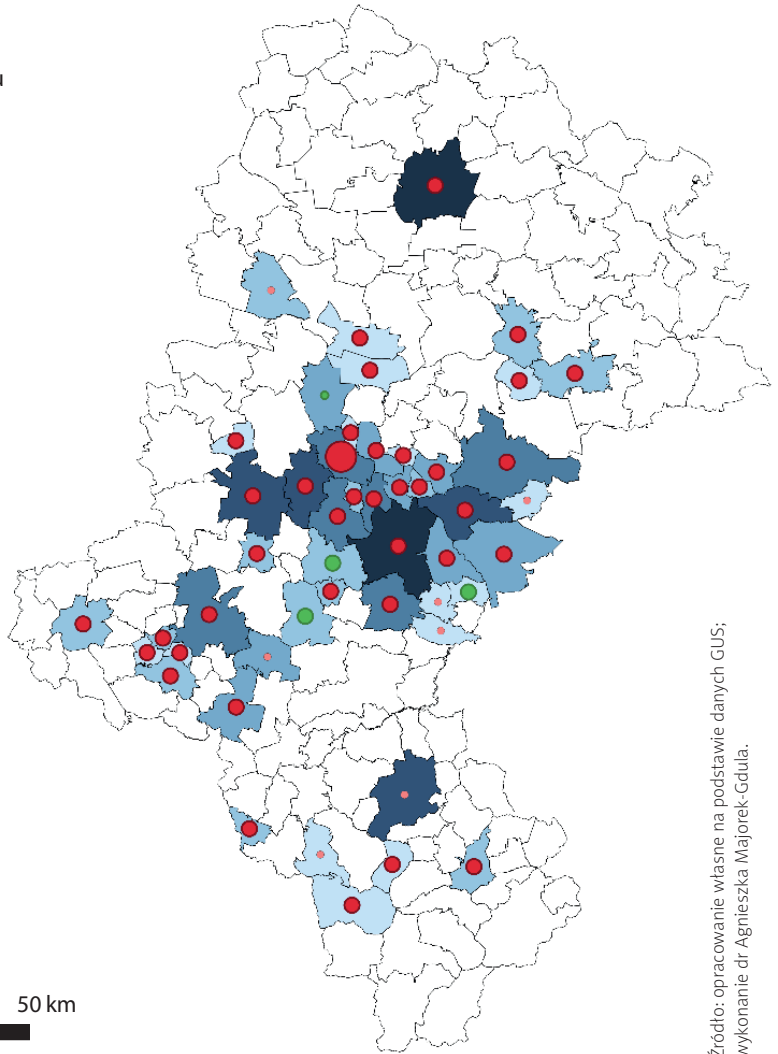 u
50 km
Źródło: opracowanie własne na podstawie danych GUS;
wykonanie dr Agnieszka Majorek-Gdula.